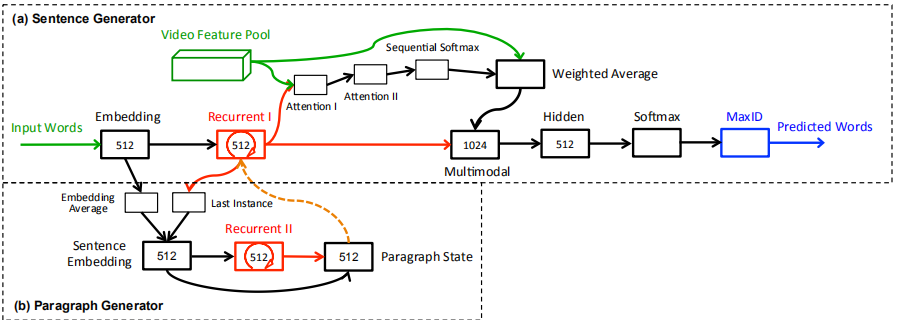 (a) Sentence Generator
Video Feature Pool
Sequential Softmax
Weighted Average
Attention II
Attention I
Embedding
Recurrent I
Hidden
Softmax
MaxID
Input Words
Predicted Words
512
512
1024
512
Multimodal
Embedding
Average
Last Instance
Recurrent II
Sentence
Embedding
512
512
512
Paragraph State
(b) Paragraph Generator